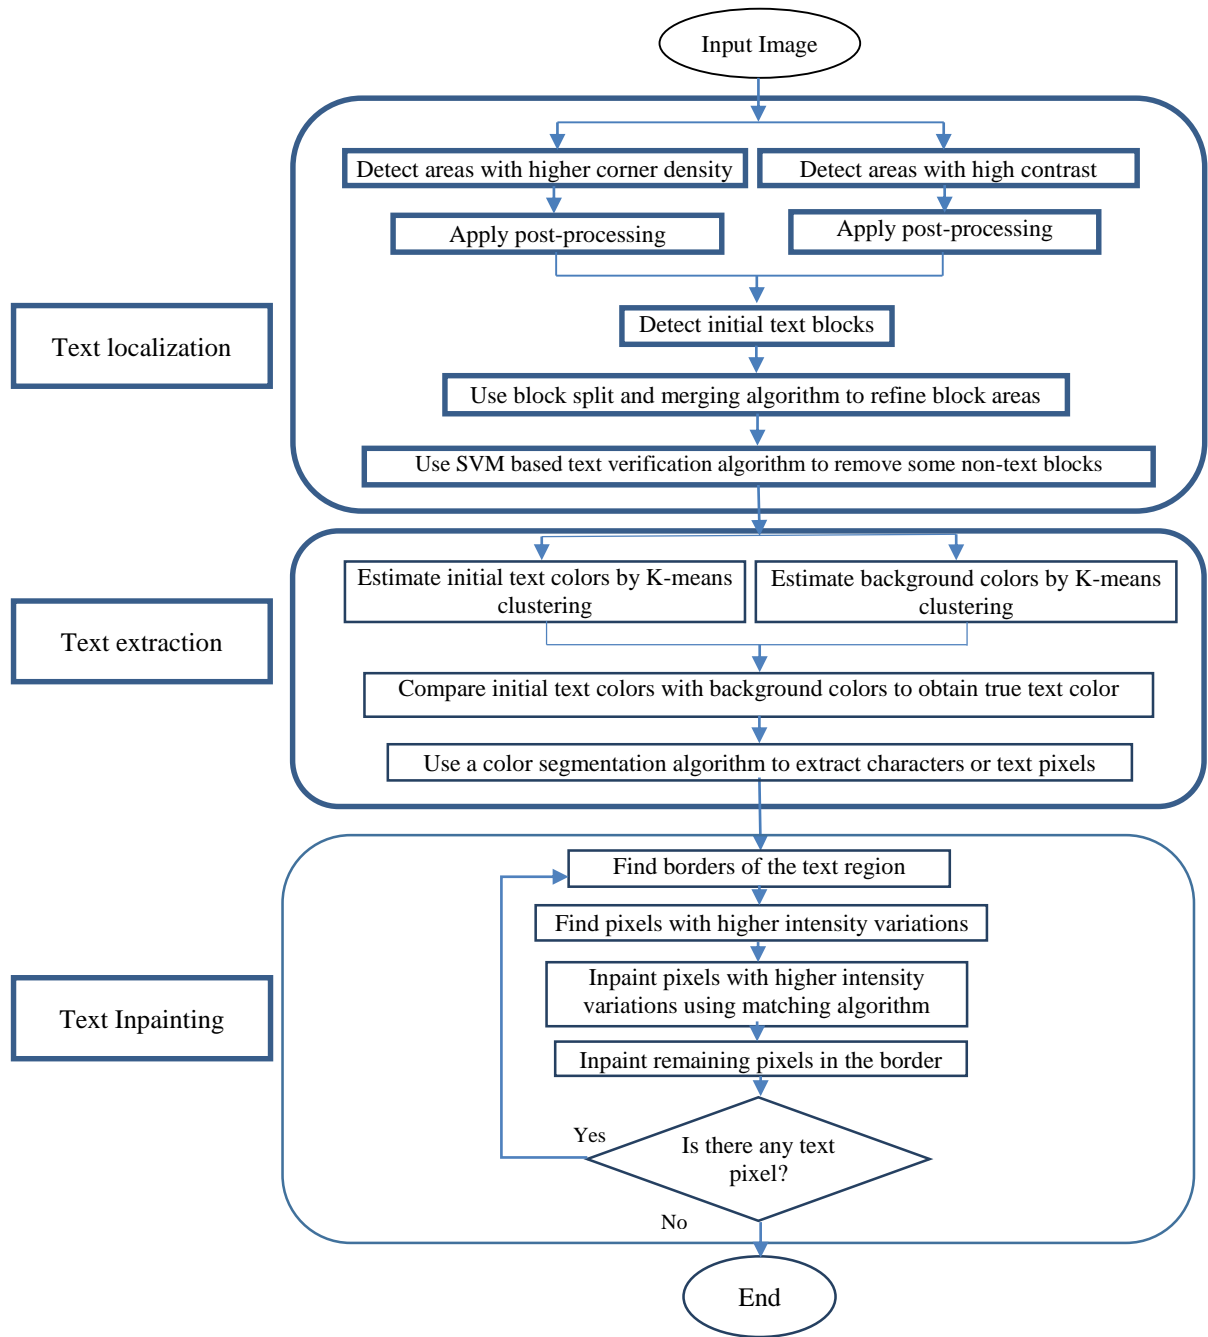 Input Image
Detect areas with higher corner density
Detect areas with high contrast
Apply post-processing
Apply post-processing
Detect initial text blocks
Text localization
Use block split and merging algorithm to refine block areas
Use SVM based text verification algorithm to remove some non-text blocks
Estimate initial text colors by K-means
clustering
Estimate background colors by K-means
clustering
Text extraction
Compare initial text colors with background colors to obtain true text color
Use a color segmentation algorithm to extract characters or text pixels
Find borders of the text region
Find pixels with higher intensity variations
Inpaint pixels with higher intensity
variations using matching algorithm
Text Inpainting
Inpaint remaining pixels in the border
Yes
Is there any text
pixel?
No
End